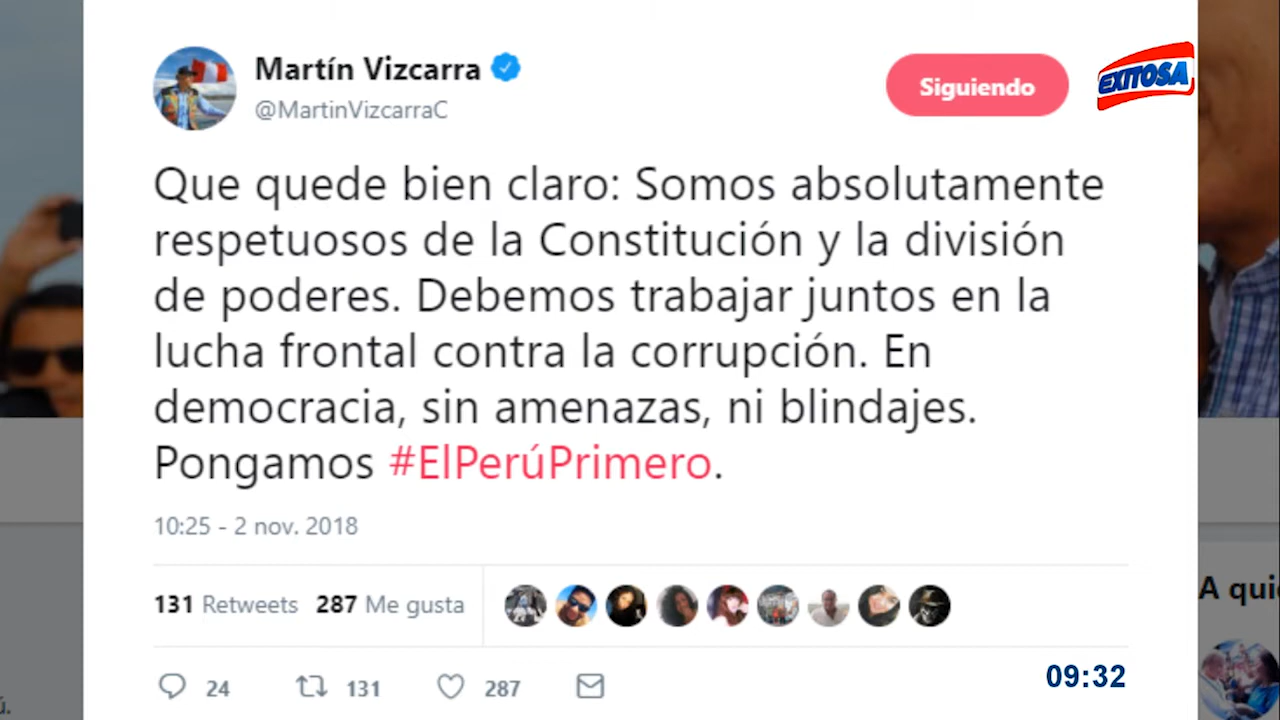 Martín Vizcarra
@MartinVizcarraC
Siguiendo
EXITOSA
Que quede bien claro: Somos absolutamente
respetuosos de la Constitución y la división
de poderes. Debemos trabajar juntos en la
lucha frontal contra la corrupción. En
democracia, sin amenazas, ni blindajes.
Pongamos #ElPerúPrimero.
10:25 - 2 nov. 2018
131 Retweets 287 Me gusta
24 131 287
09:32
A qui